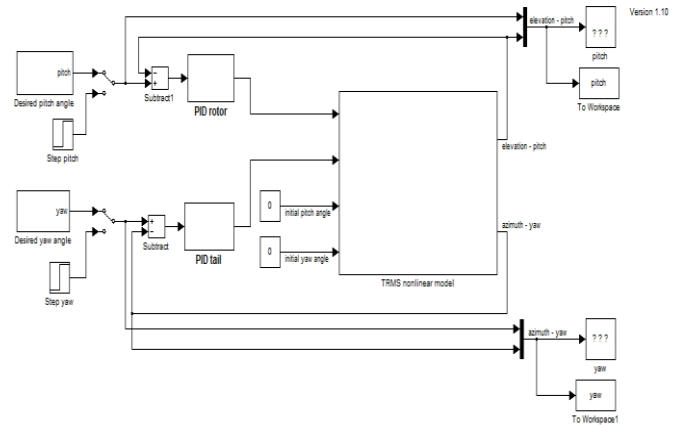 Version 1.10
elevation - pitch
? ? ?
pitch
pitch
Desired pitch angle
Subtract1
PID rotor
pitch
To Workspace
Step pitch
elevation - pitch
yaw
Desired yaw angle
Subtract
PID tail
0
initial pitch angle
0
initial yaw angle
azimuth - yaw
TRMS nonlinear model
Step yaw
azimuth - yaw
? ? ?
yaw
yaw
To Workspace1